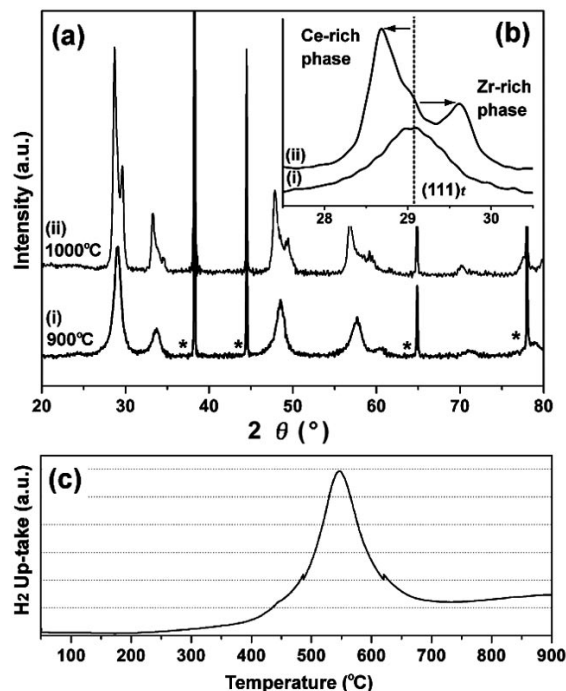 (a)
(b)
Ce-rich
phase
Zr-rich
phase
(ii)
(i)
(111)t
28 29 30
Intensity (a.u.)
(ii)
1000°C
(i)
900°C
* * * *
20 30 40 50 60 70 80
2 θ (°)
(c)
H2 Up-take (a.u.)
100 200 300 400 500 600 700 800 900
Temperature (°C)